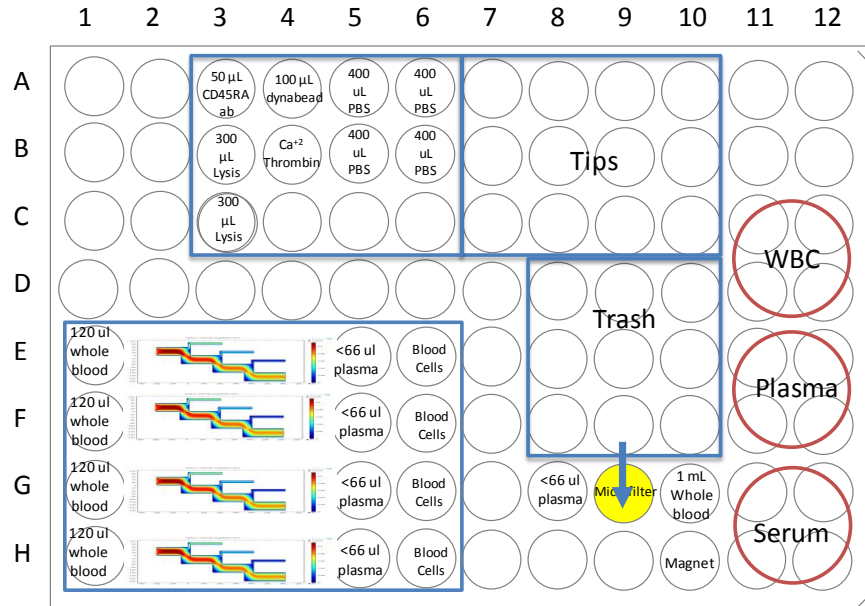 1 2 3 4 5 6 7 8 9 10 11 12
A
50 µL
CD45RA
ab
100 µL
dynabead
400
uL
PBS
400
uL
PBS
B
300
µL
Lysis
Ca+2
Thrombin
400
uL
PBS
400
uL
PBS
Tips
C
300
µL
Lysis
WBC
D
Trash
E
120 ul
whole
blood
<66 ul
plasma
Blood
Cells
Plasma
F
120 ul
whole
blood
<66 ul
plasma
Blood
Cells
G
120 ul
whole
blood
<66 ul
plasma
Blood
Cells
<66 ul
plasma
1 mL
Whole
blood
Serum
H
120 ul
whole
blood
<66 ul
plasma
Blood
Cells
Magnet